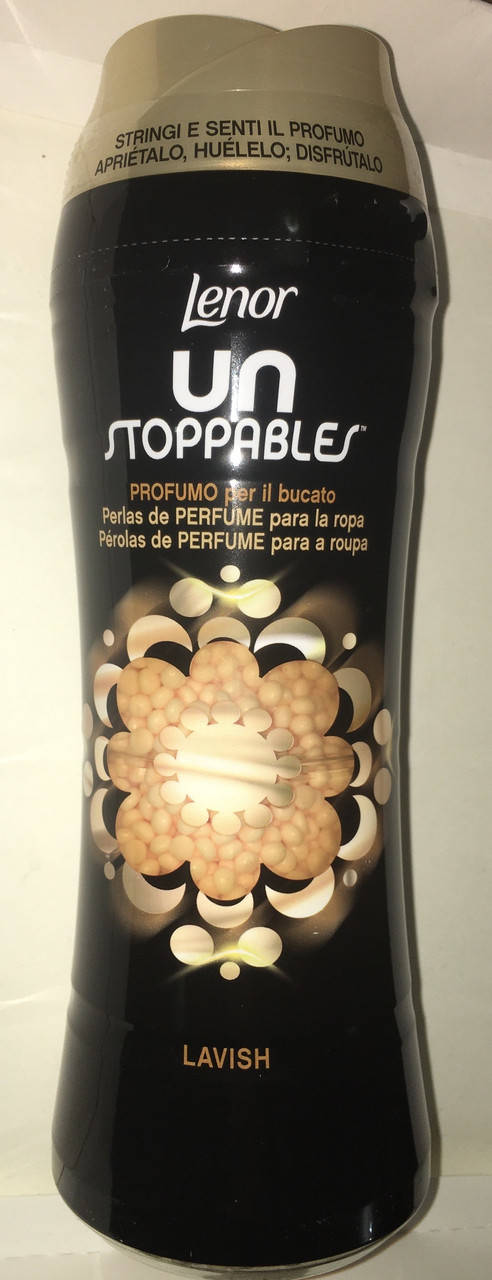 STRINGI E SENTI IL PROFUMO
APRIÉTALO, HUÉLELO; DISFRÚTALO
Lenor
UN
STOPPABLES™
PROFUMO per il bucato
Perlas de PERFUME para la ropa
Pérolas de PERFUME para a roupa
LAVISH